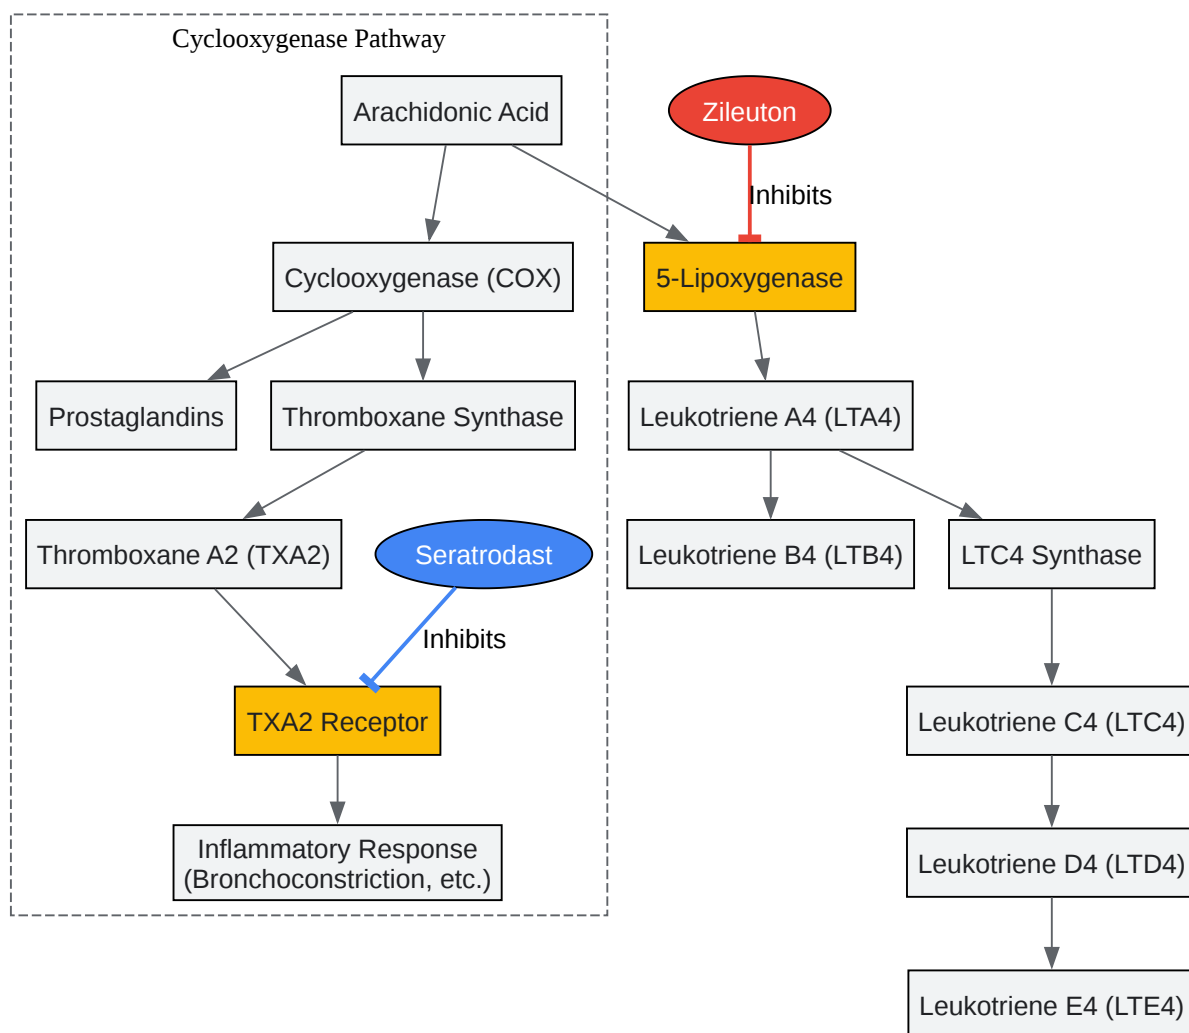 Cyclooxygenase Pathway
Arachidonic Acid
Zileuton
Inhibits
Cyclooxygenase (COX)
5-Lipoxygenase
Prostaglandins
Thromboxane Synthase
Leukotriene A4 (LTA4)
Thromboxane A2 (TXA2)
Seratrodast
Leukotriene B4 (LTB4)
LTC4 Synthase
Inhibits
TXA2 Receptor
Leukotriene C4 (LTC4)
Inflammatory Response
(Bronchoconstriction, etc.)
Leukotriene D4 (LTD4)
Leukotriene E4 (LTE4)